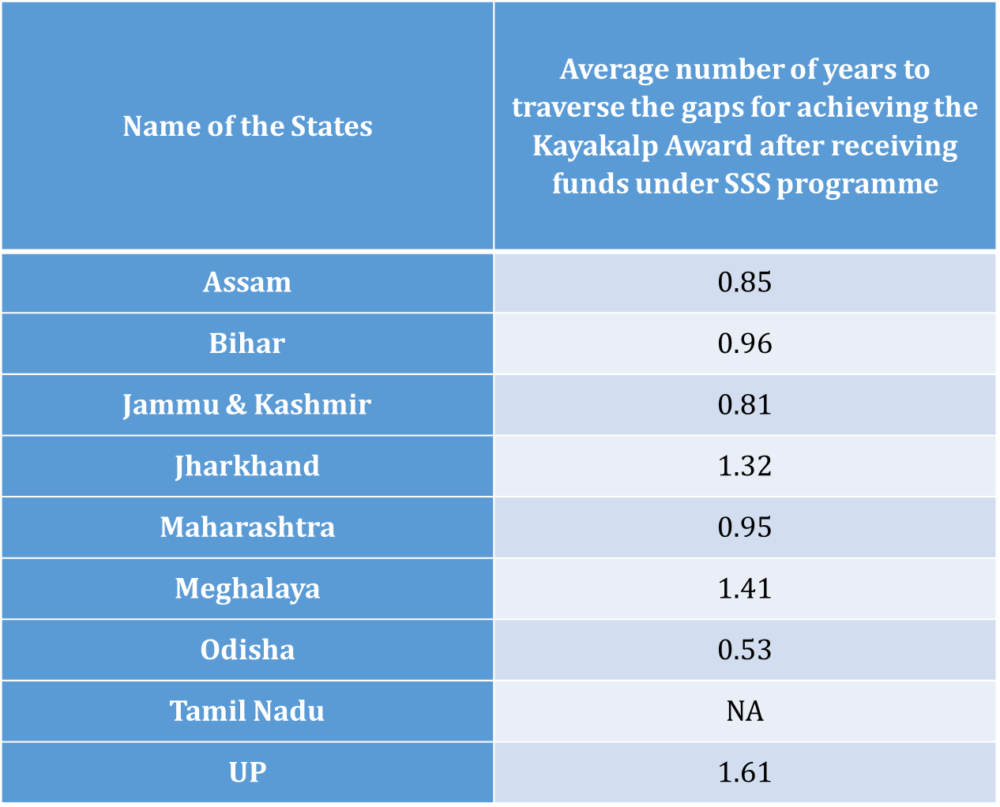 Name of the States
Average number of years to
traverse the gaps for achieving the
Kayakalp Award after receiving
funds under SSS programme
Assam
0.85
Bihar
0.96
Jammu & Kashmir
0.81
Jharkhand
1.32
Maharashtra
0.95
Meghalaya
1.41
Odisha
0.53
Tamil Nadu
NA
UP
1.61